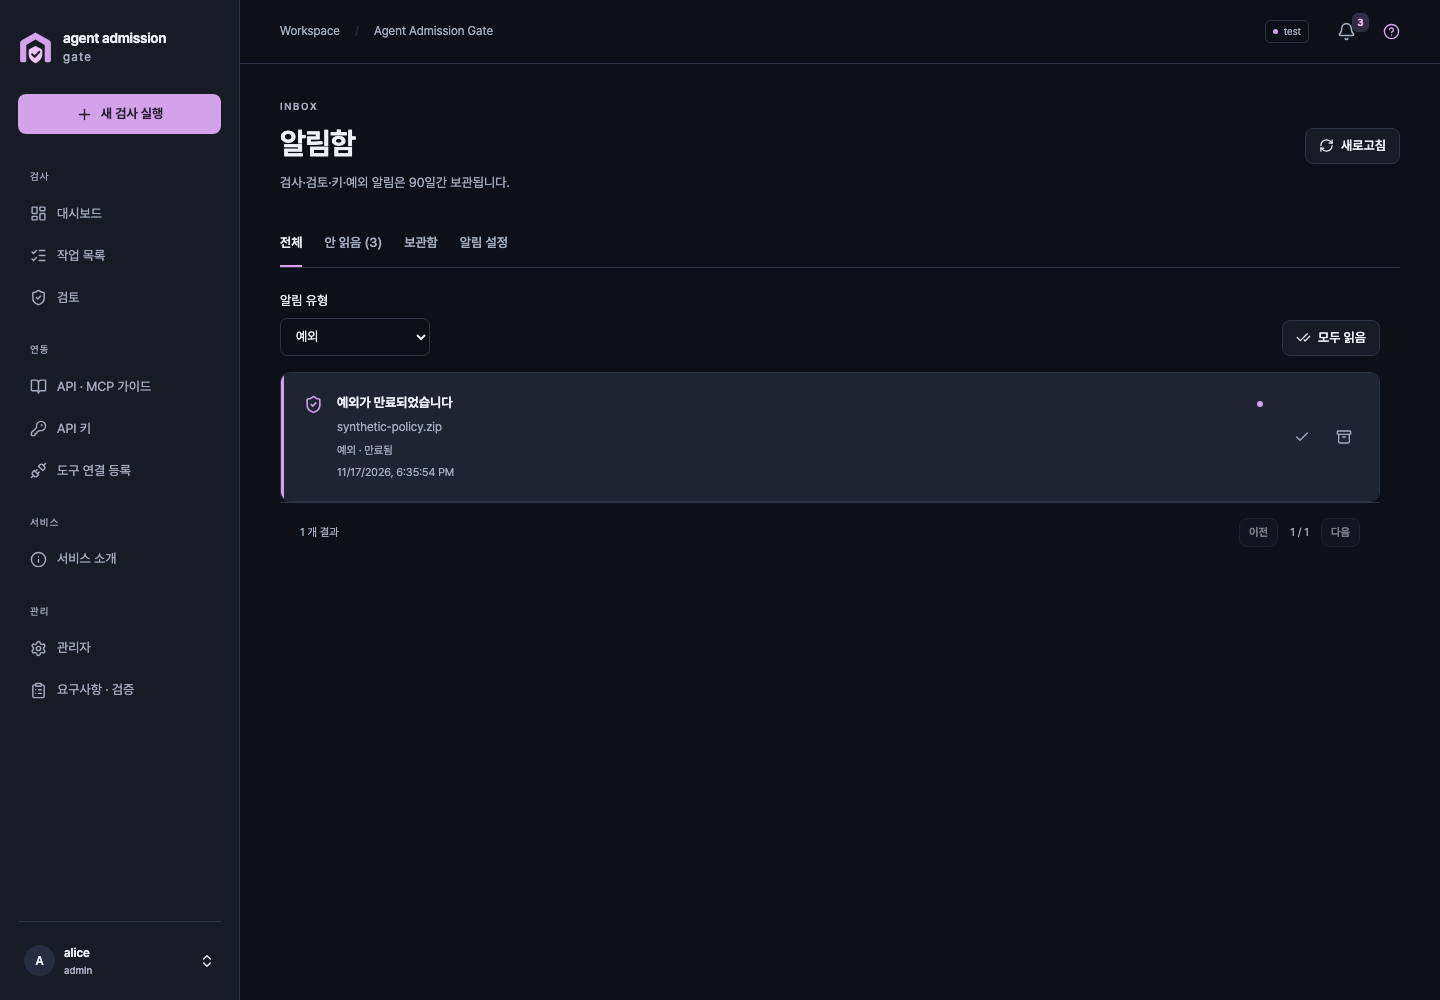 agent admission
gate
새 검사 실행
검사
대시보드
작업 목록
검토
연동
API · MCP 가이드
API 키
도구 연결 등록
서비스
서비스 소개
관리
관리자
요구사항 · 검증
A
alice
admin
Workspace / Agent Admission Gate
test
3
INBOX
알림함
새로고침
검사·검토·키·예외 알림은 90일간 보관됩니다.
전체 안 읽음 (3) 보관함 알림 설정
알림 유형
예외
모두 읽음
예외가 만료되었습니다
synthetic-policy.zip
예외 · 만료됨
11/17/2026, 6:35:54 PM
1 개 결과
이전 1 / 1 다음